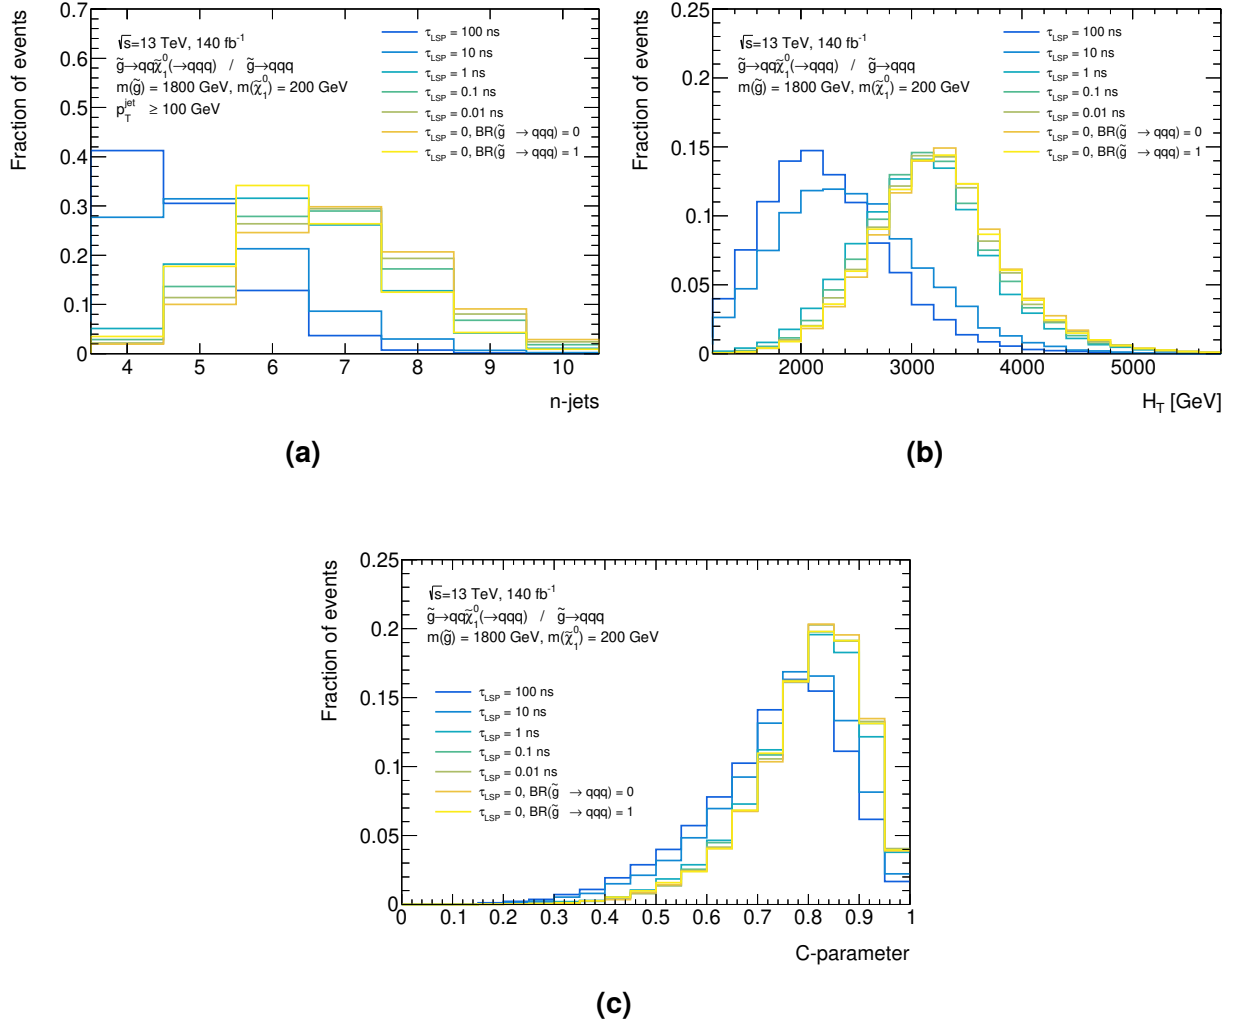 Fraction of events
0.7
0.6
0.5
0.4
0.3
0.2
0.1
0
√s=13 TeV, 140 fb⁻¹
g̃→qqχ̃⁰₁(→qqq) / g̃→qqq
m(g̃) = 1800 GeV, m(χ̃⁰₁) = 200 GeV
p_T^jet ≥ 100 GeV
τ_LSP = 100 ns
τ_LSP = 10 ns
τ_LSP = 1 ns
τ_LSP = 0.1 ns
τ_LSP = 0.01 ns
τ_LSP = 0, BR(g̃ → qqq) = 0
τ_LSP = 0, BR(g̃ → qqq) = 1
4 5 6 7 8 9 10
n-jets
(a)
Fraction of events
0.25
0.2
0.15
0.1
0.05
0
√s=13 TeV, 140 fb⁻¹
g̃→qqχ̃⁰₁(→qqq) / g̃→qqq
m(g̃) = 1800 GeV, m(χ̃⁰₁) = 200 GeV
τ_LSP = 100 ns
τ_LSP = 10 ns
τ_LSP = 1 ns
τ_LSP = 0.1 ns
τ_LSP = 0.01 ns
τ_LSP = 0, BR(g̃ → qqq) = 0
τ_LSP = 0, BR(g̃ → qqq) = 1
2000 3000 4000 5000
H_T [GeV]
(b)
Fraction of events
0.25
0.2
0.15
0.1
0.05
0
√s=13 TeV, 140 fb⁻¹
g̃→qqχ̃⁰₁(→qqq) / g̃→qqq
m(g̃) = 1800 GeV, m(χ̃⁰₁) = 200 GeV
τ_LSP = 100 ns
τ_LSP = 10 ns
τ_LSP = 1 ns
τ_LSP = 0.1 ns
τ_LSP = 0.01 ns
τ_LSP = 0, BR(g̃ → qqq) = 0
τ_LSP = 0, BR(g̃ → qqq) = 1
0 0.1 0.2 0.3 0.4 0.5 0.6 0.7 0.8 0.9 1
C-parameter
(c)